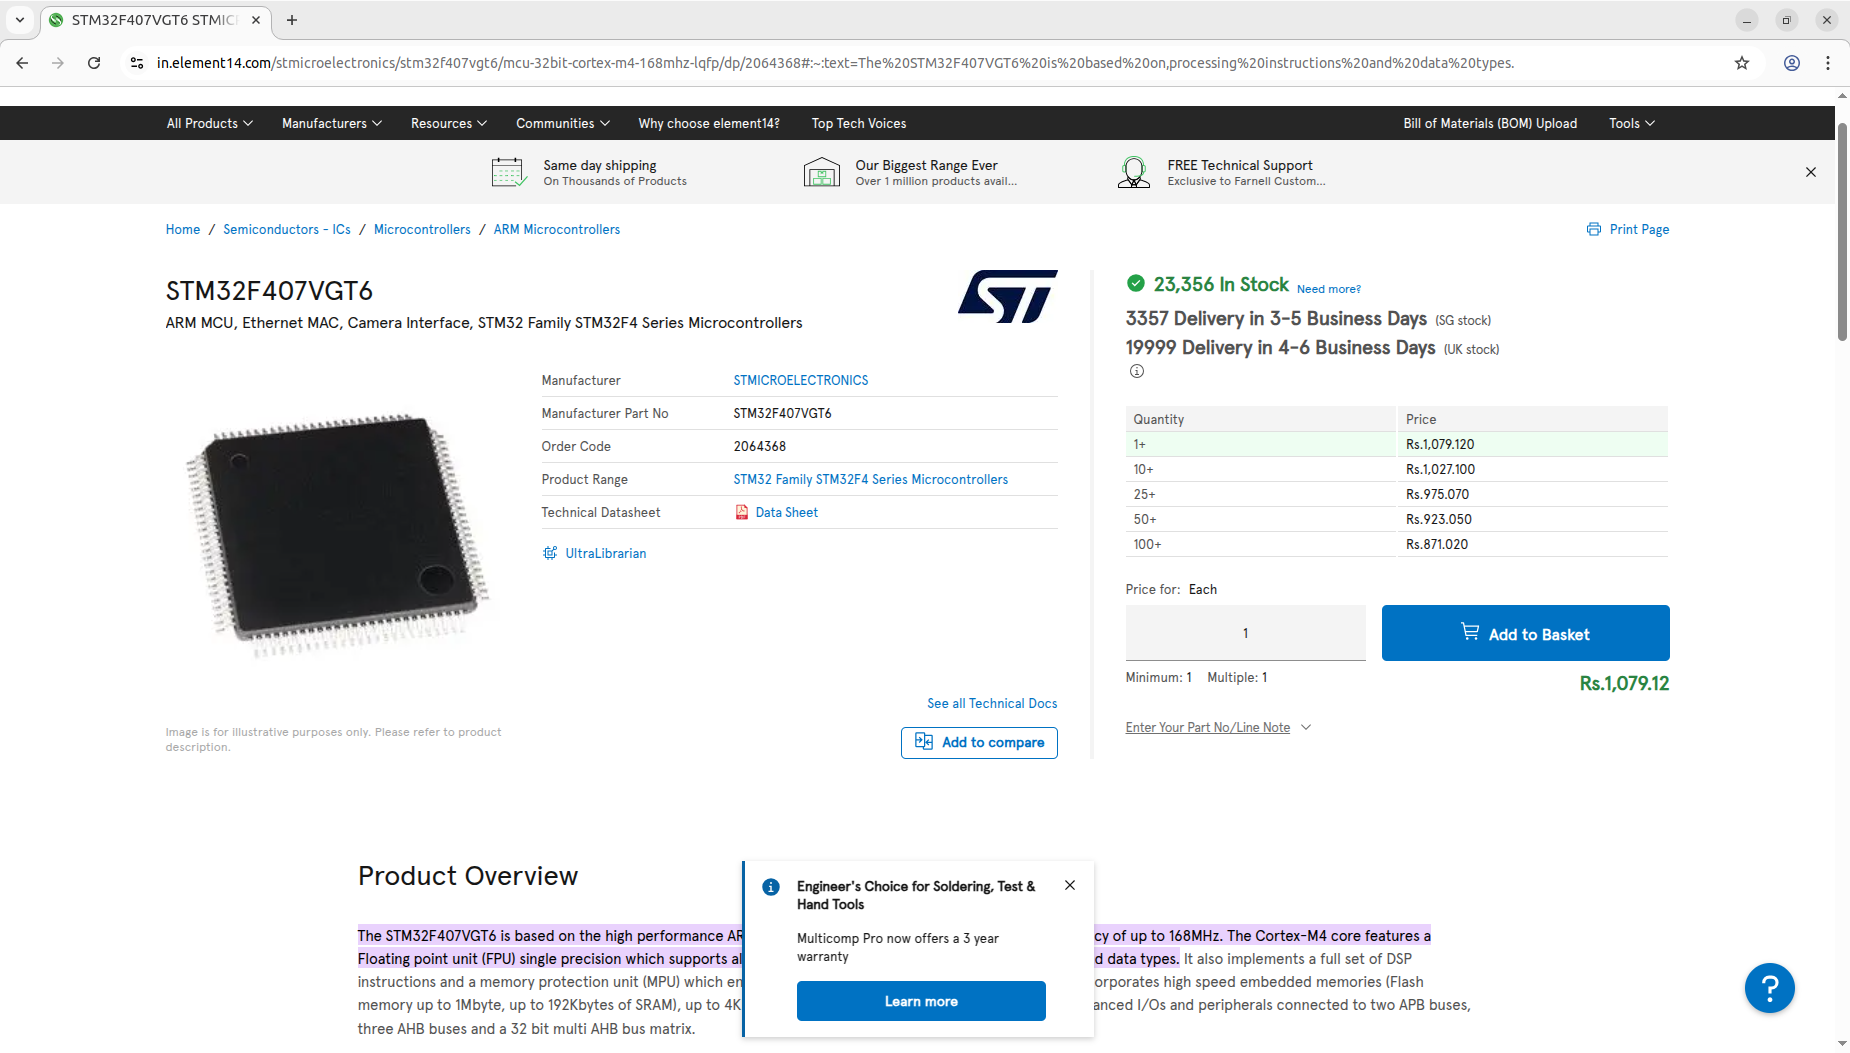 STM32F407VGT6 STMIC
in.element14.com/stmicroelectronics/stm32f407vgt6/mcu-32bit-cortex-m4-168mhz-lqfp/dp/2064368#:~:text=The%20STM32F407VGT6%20is%20based%20on,processing%20instructions%20and%20data%20types.
All Products Manufacturers Resources Communities Why choose element14? Top Tech Voices Bill of Materials (BOM) Upload Tools
Same day shipping
On Thousands of Products
Our Biggest Range Ever
Over 1 million products avail...
FREE Technical Support
Exclusive to Farnell Custom...
Home / Semiconductors - ICs / Microcontrollers / ARM Microcontrollers
Print Page
STM32F407VGT6
ARM MCU, Ethernet MAC, Camera Interface, STM32 Family STM32F4 Series Microcontrollers
ST
Manufacturer STMICROELECTRONICS
Manufacturer Part No STM32F407VGT6
Order Code 2064368
Product Range STM32 Family STM32F4 Series Microcontrollers
Technical Datasheet Data Sheet
UltraLibrarian
See all Technical Docs
Add to compare
Image is for illustrative purposes only. Please refer to product
description.
23,356 In Stock Need more?
3357 Delivery in 3-5 Business Days (SG stock)
19999 Delivery in 4-6 Business Days (UK stock)
Quantity Price
1+ Rs.1,079.120
10+ Rs.1,027.100
25+ Rs.975.070
50+ Rs.923.050
100+ Rs.871.020
Price for: Each
1
Add to Basket
Minimum: 1 Multiple: 1
Rs.1,079.12
Enter Your Part No/Line Note
Product Overview
The STM32F407VGT6 is based on the high performance AR cy of up to 168MHz. The Cortex-M4 core features a
Floating point unit (FPU) single precision which supports al d data types. It also implements a full set of DSP
instructions and a memory protection unit (MPU) which en orporates high speed embedded memories (Flash
memory up to 1Mbyte, up to 192Kbytes of SRAM), up to 4K anced I/Os and peripherals connected to two APB buses,
three AHB buses and a 32 bit multi AHB bus matrix.
Engineer's Choice for Soldering, Test &
Hand Tools
Multicomp Pro now offers a 3 year
warranty
Learn more
?